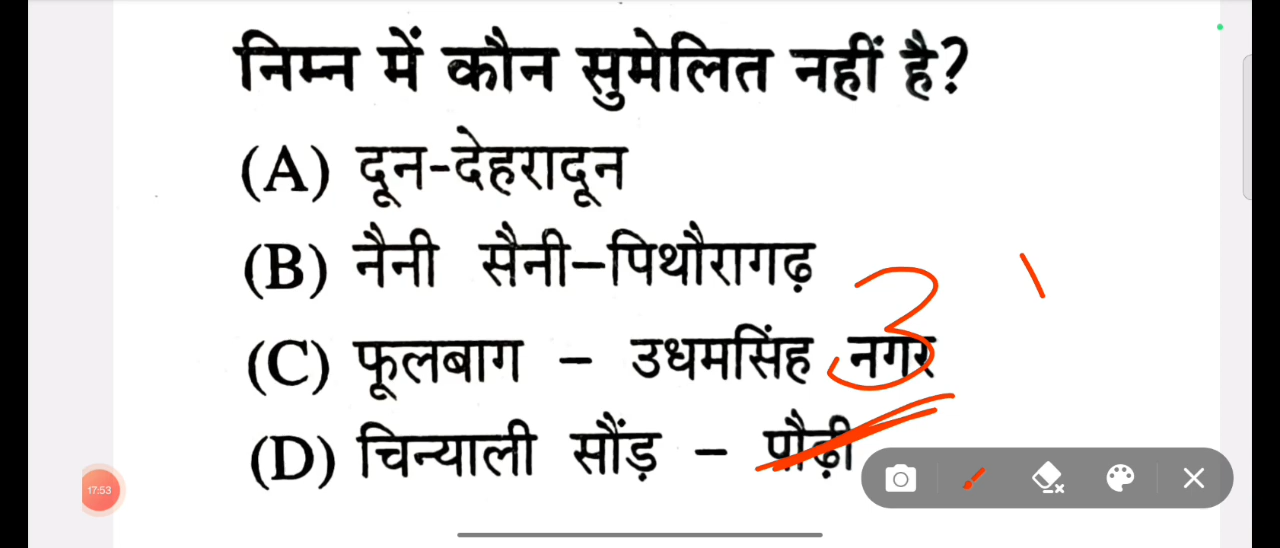 निम्न में कौन सुमेलित नहीं है?
(A) दून-देहरादून
(B) नैनी सैनी-पिथौरागढ़
(C) फूलबाग - उधमसिंह नगर
(D) चिन्याली सौंड़ - पौढ़ी
17:53